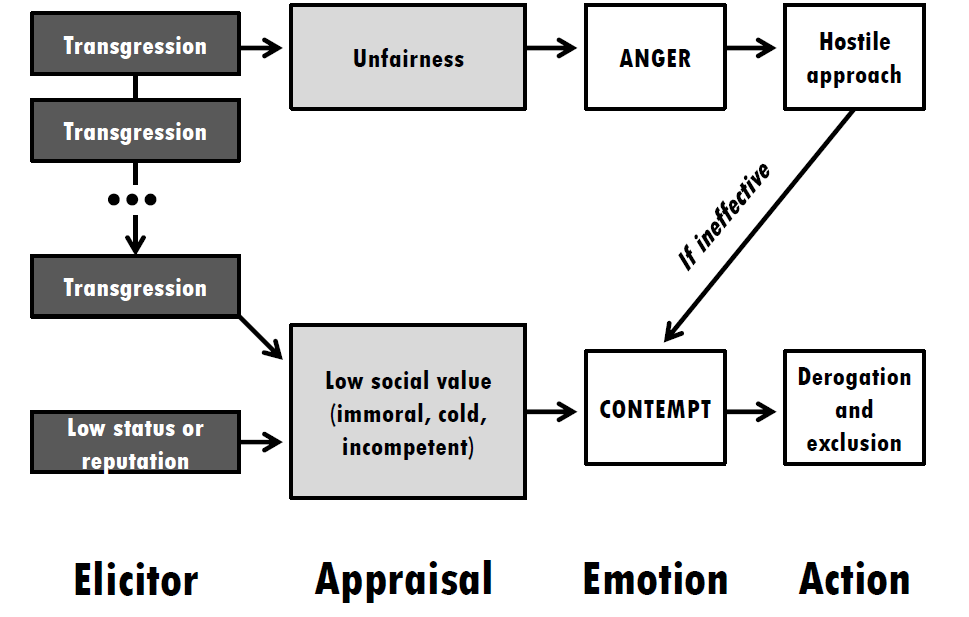 Transgression
Unfairness
ANGER
Hostile
approach
Transgression
•••
If ineffective
Transgression
Low social value
(immoral, cold,
incompetent)
CONTEMPT
Derogation
and
exclusion
Low status or
reputation
Elicitor
Appraisal
Emotion
Action